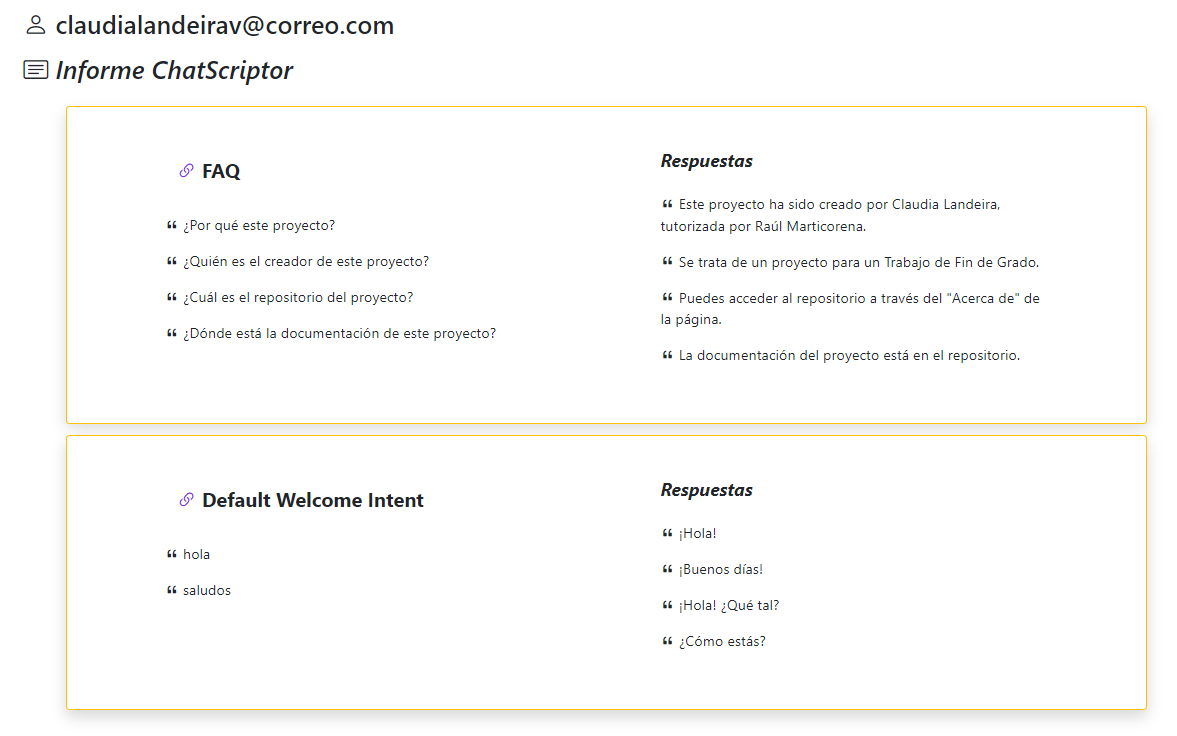 claudialandeirav@correo.com
Informe ChatScriptor
FAQ
“ ¿Por qué este proyecto?
“ ¿Quién es el creador de este proyecto?
“ ¿Cuál es el repositorio del proyecto?
“ ¿Dónde está la documentación de este proyecto?
Respuestas
“ Este proyecto ha sido creado por Claudia Landeira,
tutorizada por Raúl Marticorena.
“ Se trata de un proyecto para un Trabajo de Fin de Grado.
“ Puedes acceder al repositorio a través del "Acerca de" de
la página.
“ La documentación del proyecto está en el repositorio.
Default Welcome Intent
“ hola
“ saludos
Respuestas
“ ¡Hola!
“ ¡Buenos días!
“ ¡Hola! ¿Qué tal?
“ ¿Cómo estás?